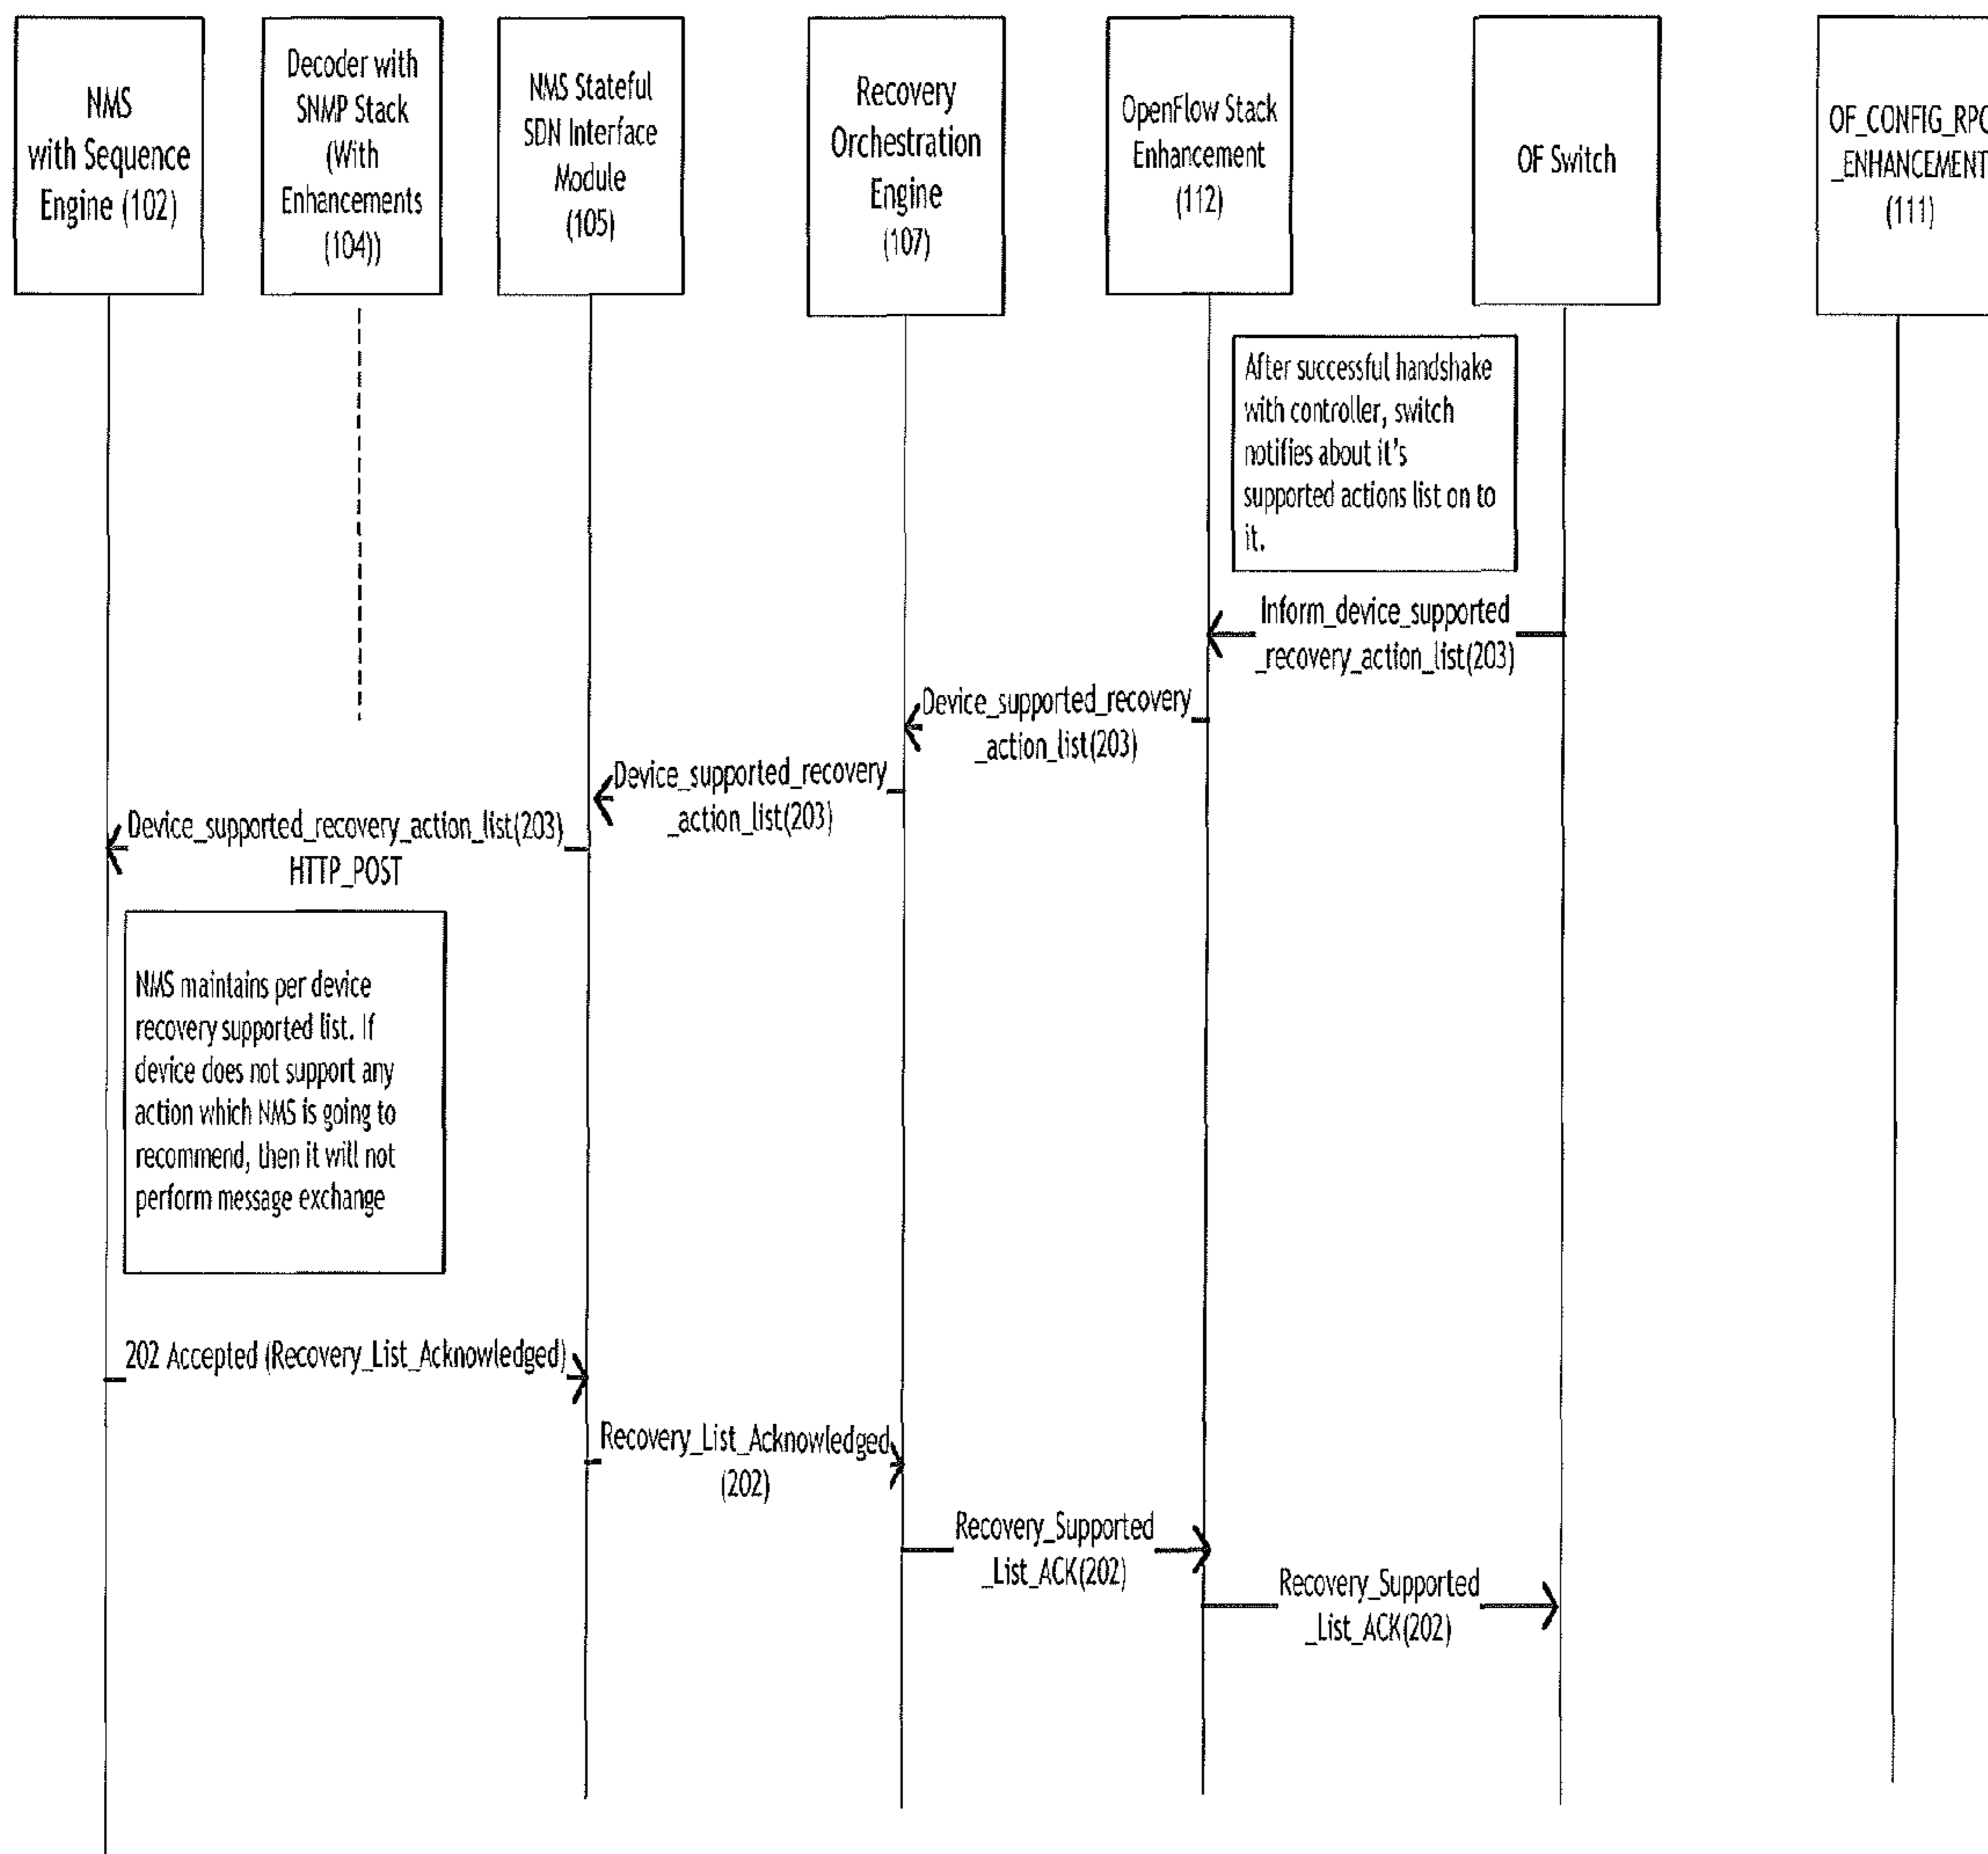 NMS
with Sequence
Engine (102)
Decoder with
SNMP Stack
(With
Enhancements
(104))
NMS Stateful
SDN Interface
Module
(105)
Recovery
Orchestration
Engine
(107)
OpenFlow Stack
Enhancement
(112)
OF Switch
OF_CONFIG_RPC
_ENHANCEMENT
(111)
After successful handshake
with controller, switch
notifies about it's
supported actions list on to
it.
Inform_device_supported
_recovery_action_list(203)
Device_supported_recovery
_action_list(203)
Device_supported_recovery
_action_list(203)
Device_supported_recovery_action_list(203)
HTTP_POST
NMS maintains per device
recovery supported list. If
device does not support any
action which NMS is going to
recommend, then it will not
perform message exchange
202 Accepted (Recovery_List_Acknowledged)
Recovery_List_Acknowledged
(202)
Recovery_Supported
_List_ACK(202)
Recovery_Supported
_List_ACK(202)